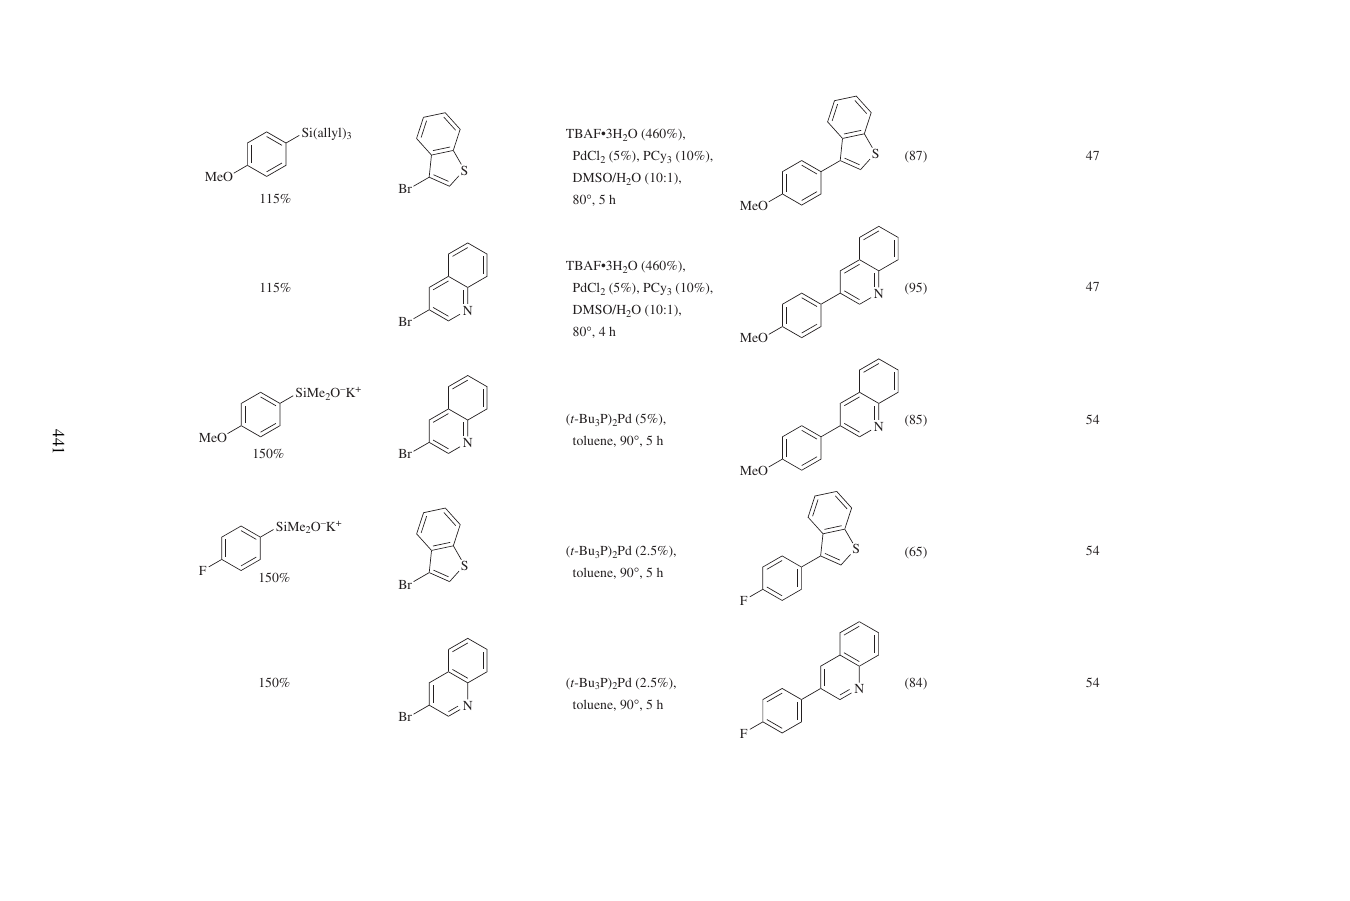 Si(allyl)3
MeO
115%
Br
S
TBAF•3H2O (460%),
PdCl2 (5%), PCy3 (10%),
DMSO/H2O (10:1),
80°, 5 h
S
MeO
(87)
47
115%
Br
N
TBAF•3H2O (460%),
PdCl2 (5%), PCy3 (10%),
DMSO/H2O (10:1),
80°, 4 h
N
MeO
(95)
47
SiMe2O–K+
MeO
150%
Br
N
(t-Bu3P)2Pd (5%),
toluene, 90°, 5 h
N
MeO
(85)
54
441
SiMe2O–K+
F
150%
Br
S
(t-Bu3P)2Pd (2.5%),
toluene, 90°, 5 h
S
F
(65)
54
150%
Br
N
(t-Bu3P)2Pd (2.5%),
toluene, 90°, 5 h
N
F
(84)
54